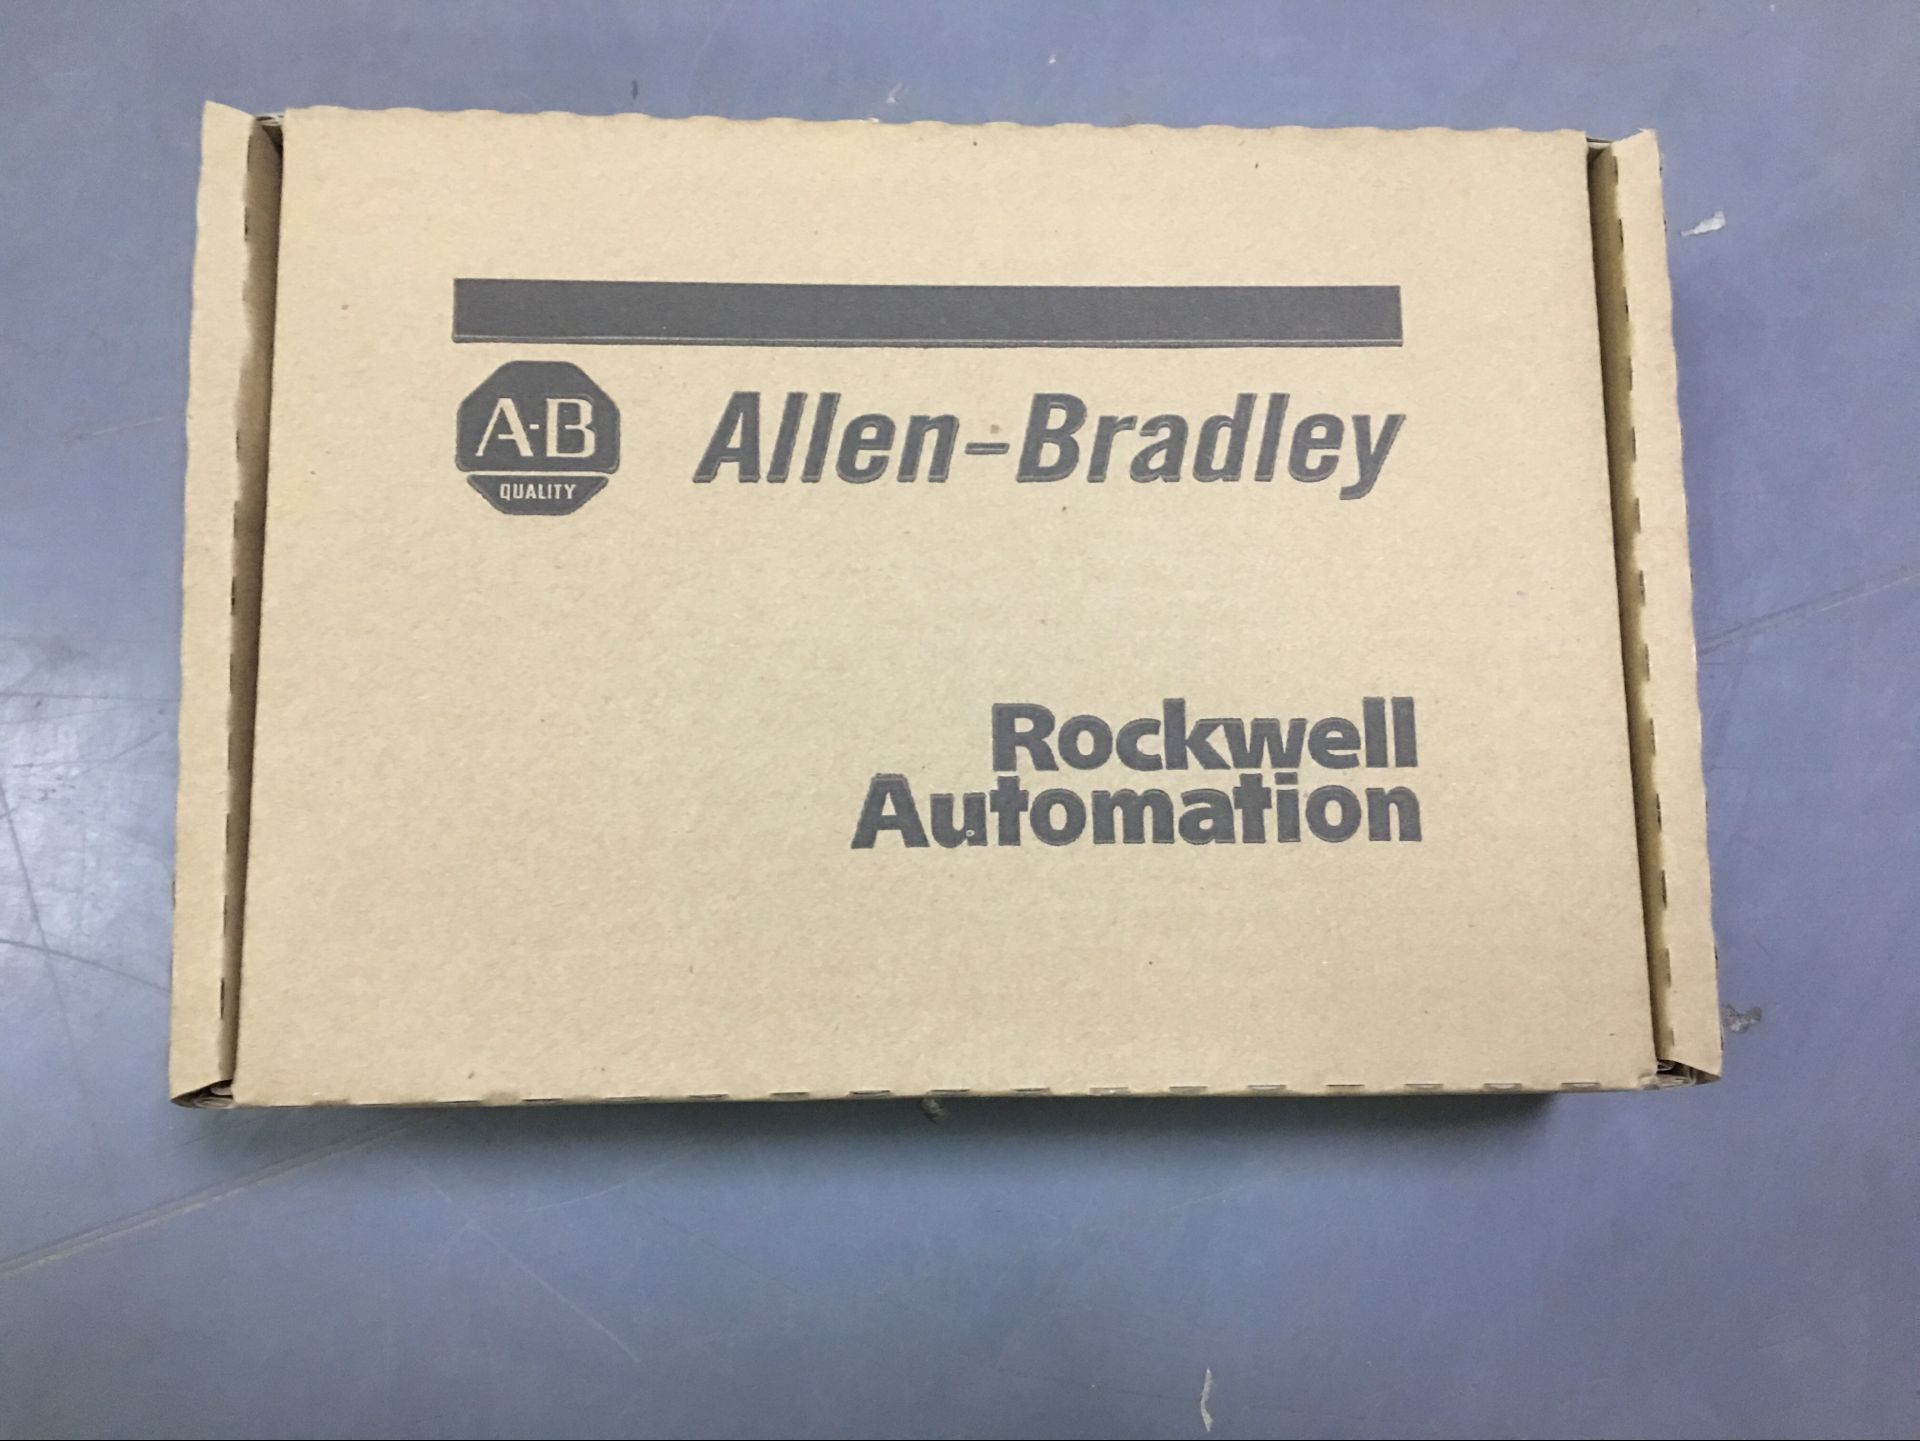 A-B
QUALITY
Allen-Bradley
Rockwell
Automation